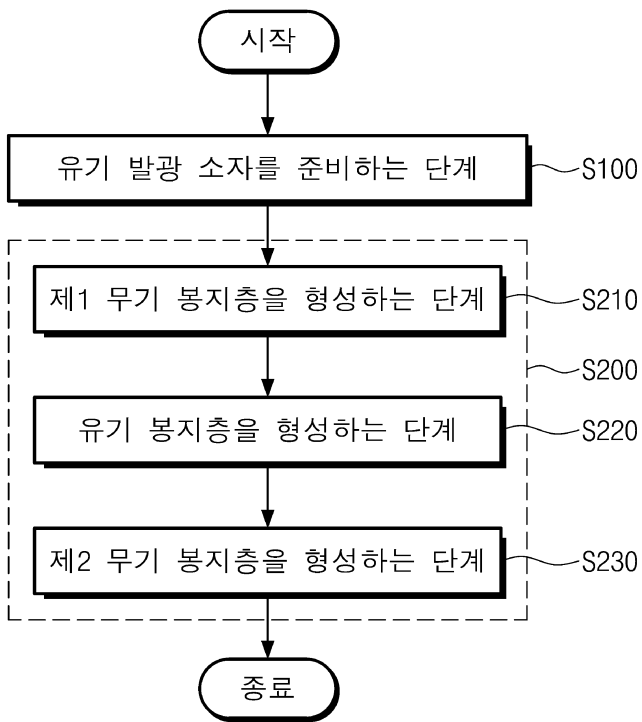 시작
유기 발광 소자를 준비하는 단계
S100
제1 무기 봉지층을 형성하는 단계
S210
S200
유기 봉지층을 형성하는 단계
S220
제2 무기 봉지층을 형성하는 단계
S230
종료